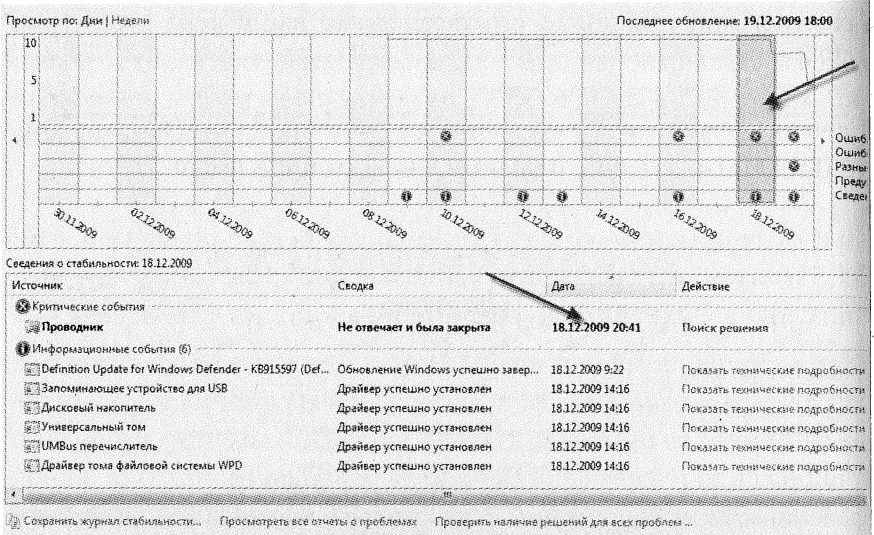 Просмотр по: Дни | Недели
Последнее обновление: 19.12.2009 18:00
10
5
1
Ошиб
Ошиб
Разны
Преду
Сведен
30.11.2009 02.12.2009 04.12.2009 06.12.2009 08.12.2009 10.12.2009 12.12.2009 14.12.2009 16.12.2009 18.12.2009
Сведения о стабильности: 18.12.2009
Источник Сводка Дата Действие
Критические события
Проводник Не отвечает и была закрыта 18.12.2009 20:41 Поиск решения
Информационные события (6)
Definition Update for Windows Defender - KB915597 (Def... Обновление Windows успешно завер... 18.12.2009 9:22 Показать технические подробности
Запоминающее устройство для USB Драйвер успешно установлен 18.12.2009 14:16 Показать технические подробности
Дисковый накопитель Драйвер успешно установлен 18.12.2009 14:16 Показать технические подробности
Универсальный том Драйвер успешно установлен 18.12.2009 14:16 Показать технические подробности
UMBus перечислитель Драйвер успешно установлен 18.12.2009 14:16 Показать технические подробности
Драйвер тома файловой системы WPD Драйвер успешно установлен 18.12.2009 14:16 Показать технические подробности
Сохранить журнал стабильности... Просмотреть все отчеты о проблемах Проверить наличие решений для всех проблем ...